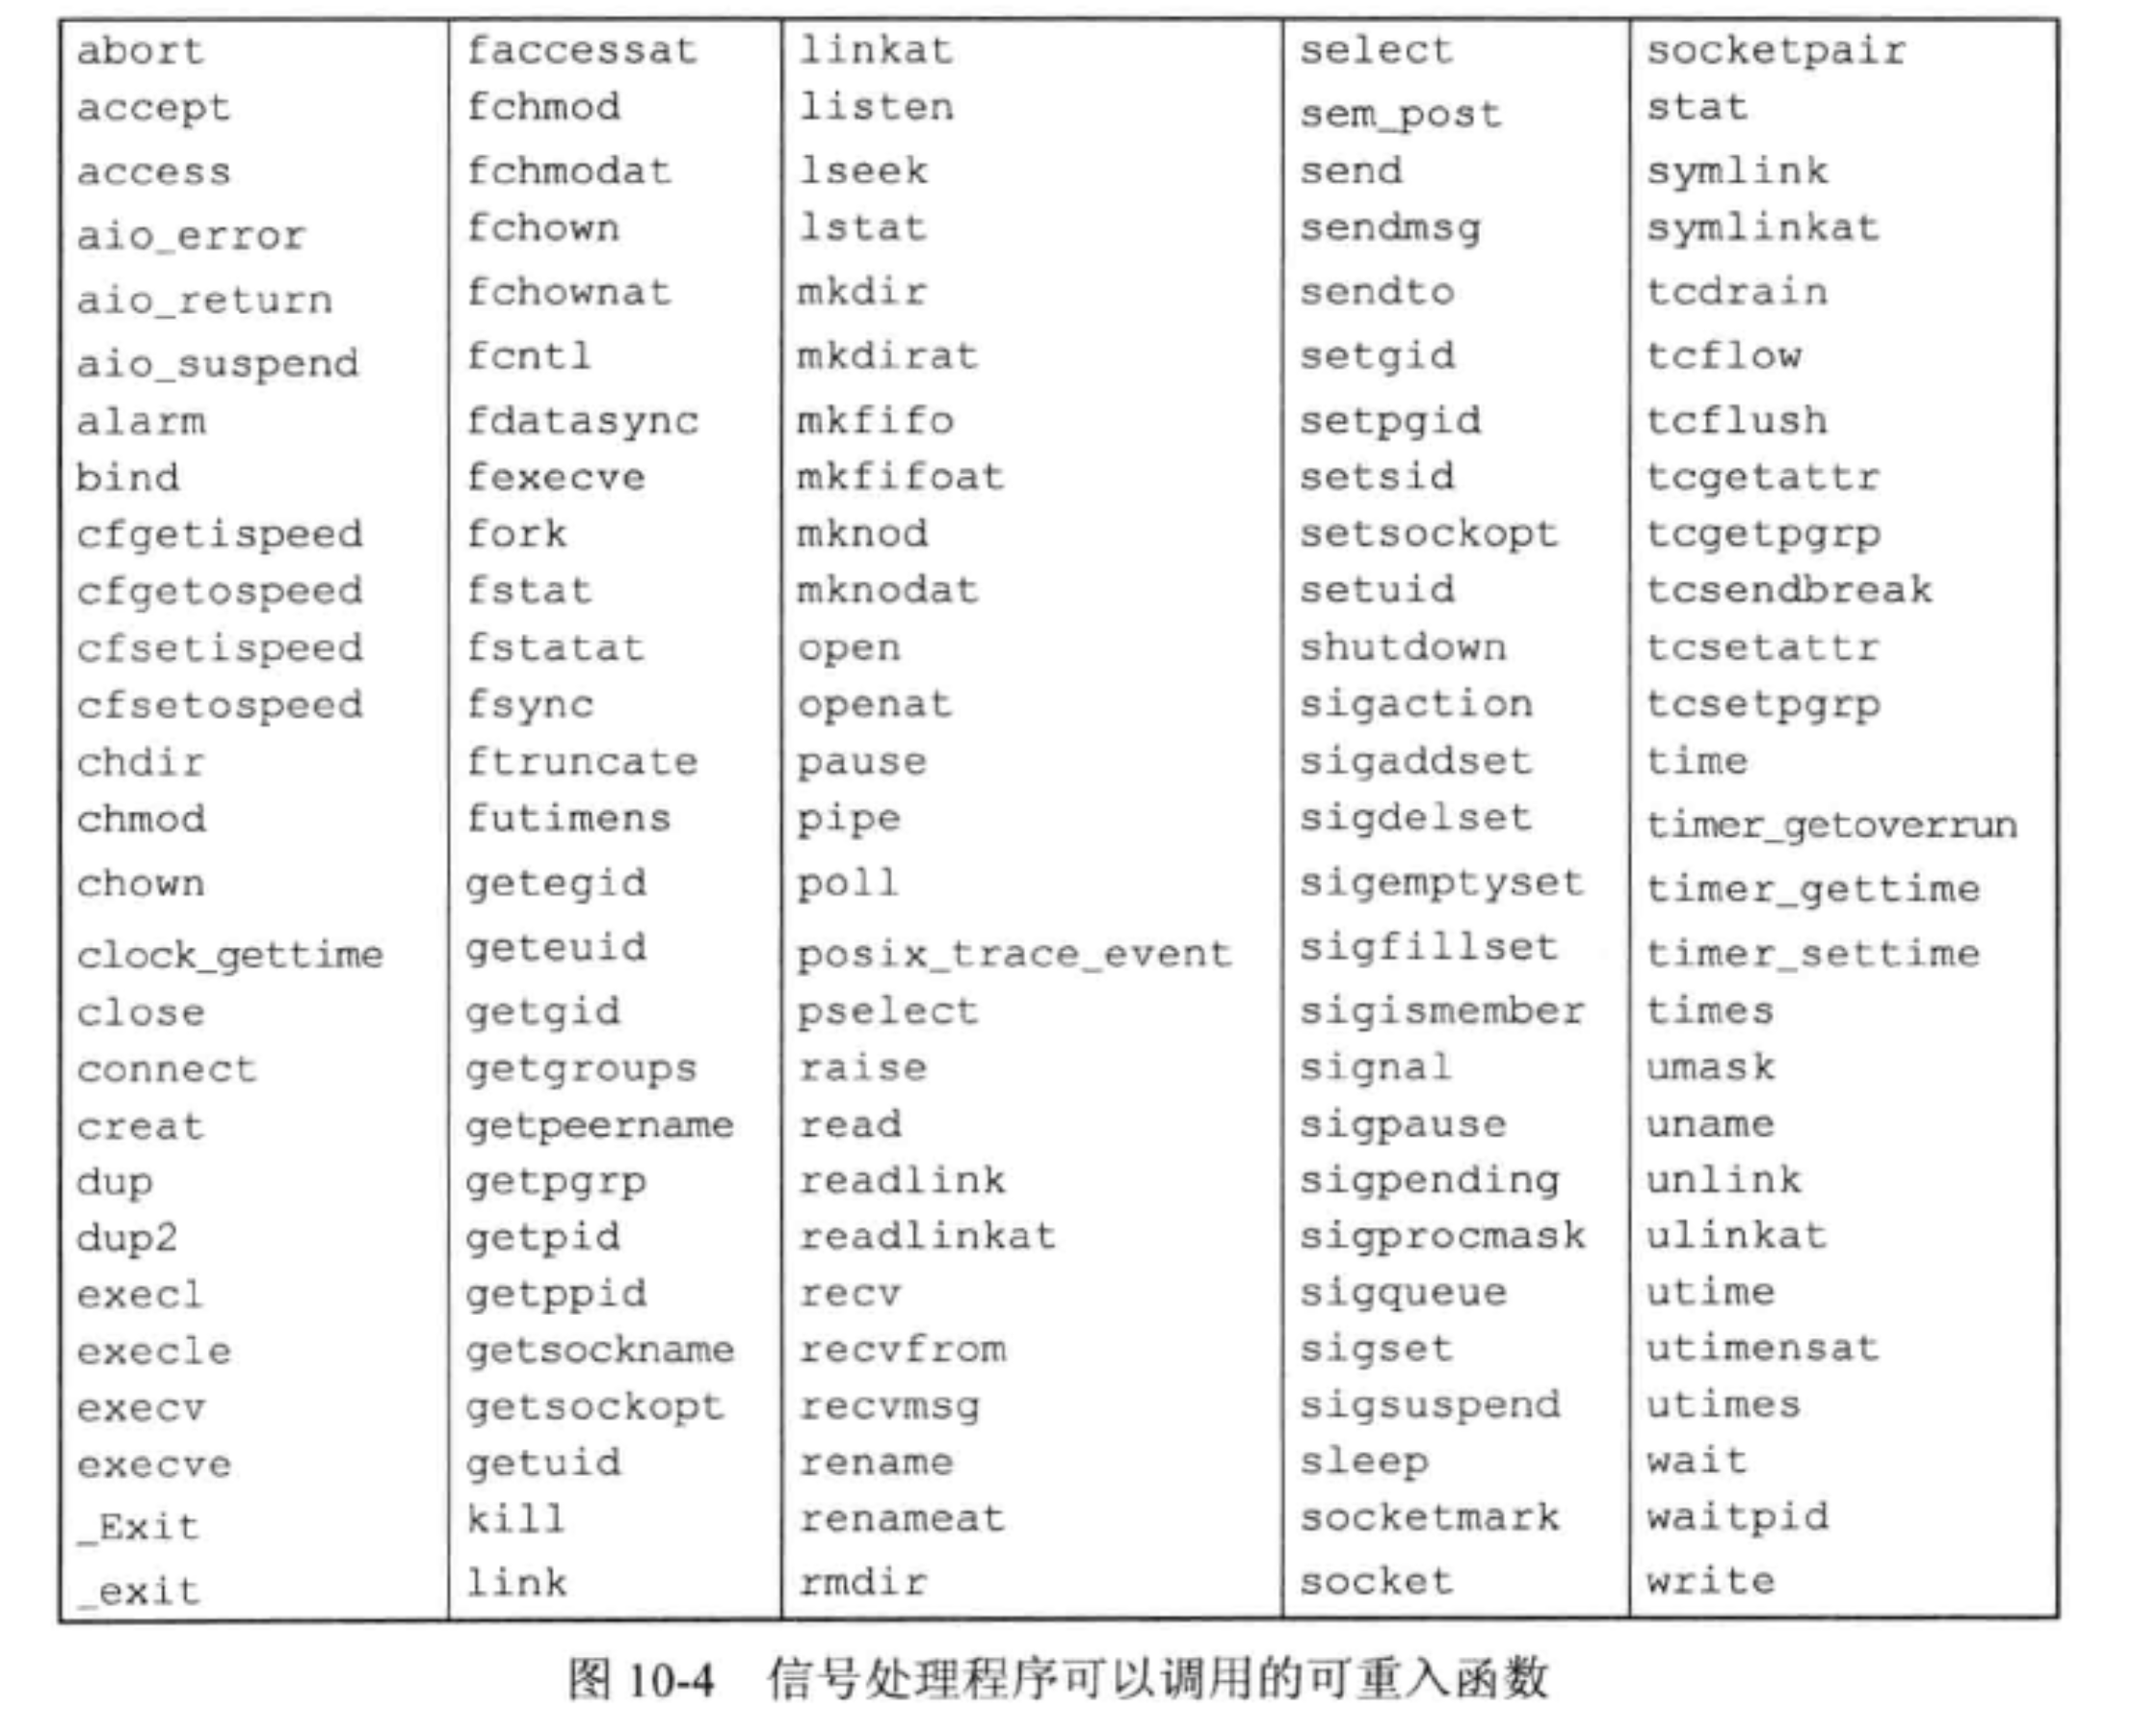 abort faccessat linkat select socketpair
accept fchmod listen sem_post stat
access fchmodat lseek send symlink
aio_error fchown lstat sendmsg symlinkat
aio_return fchownat mkdir sendto tcdrain
aio_suspend fcntl mkdirat setgid tcflow
alarm fdatasync mkfifo setpgid tcflush
bind fexecve mkfifoat setsid tcgetattr
cfgetispeed fork mknod setsockopt tcgetpgrp
cfgetospeed fstat mknodat setuid tcsendbreak
cfsetispeed fstatat open shutdown tcsetattr
cfsetospeed fsync openat sigaction tcsetpgrp
chdir ftruncate pause sigaddset time
chmod futimens pipe sigdelset timer_getoverrun
chown getegid poll sigemptyset timer_gettime
clock_gettime geteuid posix_trace_event sigfillset timer_settime
close getgid pselect sigismember times
connect getgroups raise signal umask
creat getpeername read sigpause uname
dup getpgrp readlink sigpending unlink
dup2 getpid readlinkat sigprocmask ulinkat
execl getppid recv sigqueue utime
execle getsockname recvfrom sigset utimensat
execv getsockopt recvmsg sigsuspend utimes
execve getuid rename sleep wait
_Exit kill renameat socketmark waitpid
_exit link rmdir socket write
图 10-4 信号处理程序可以调用的可重入函数